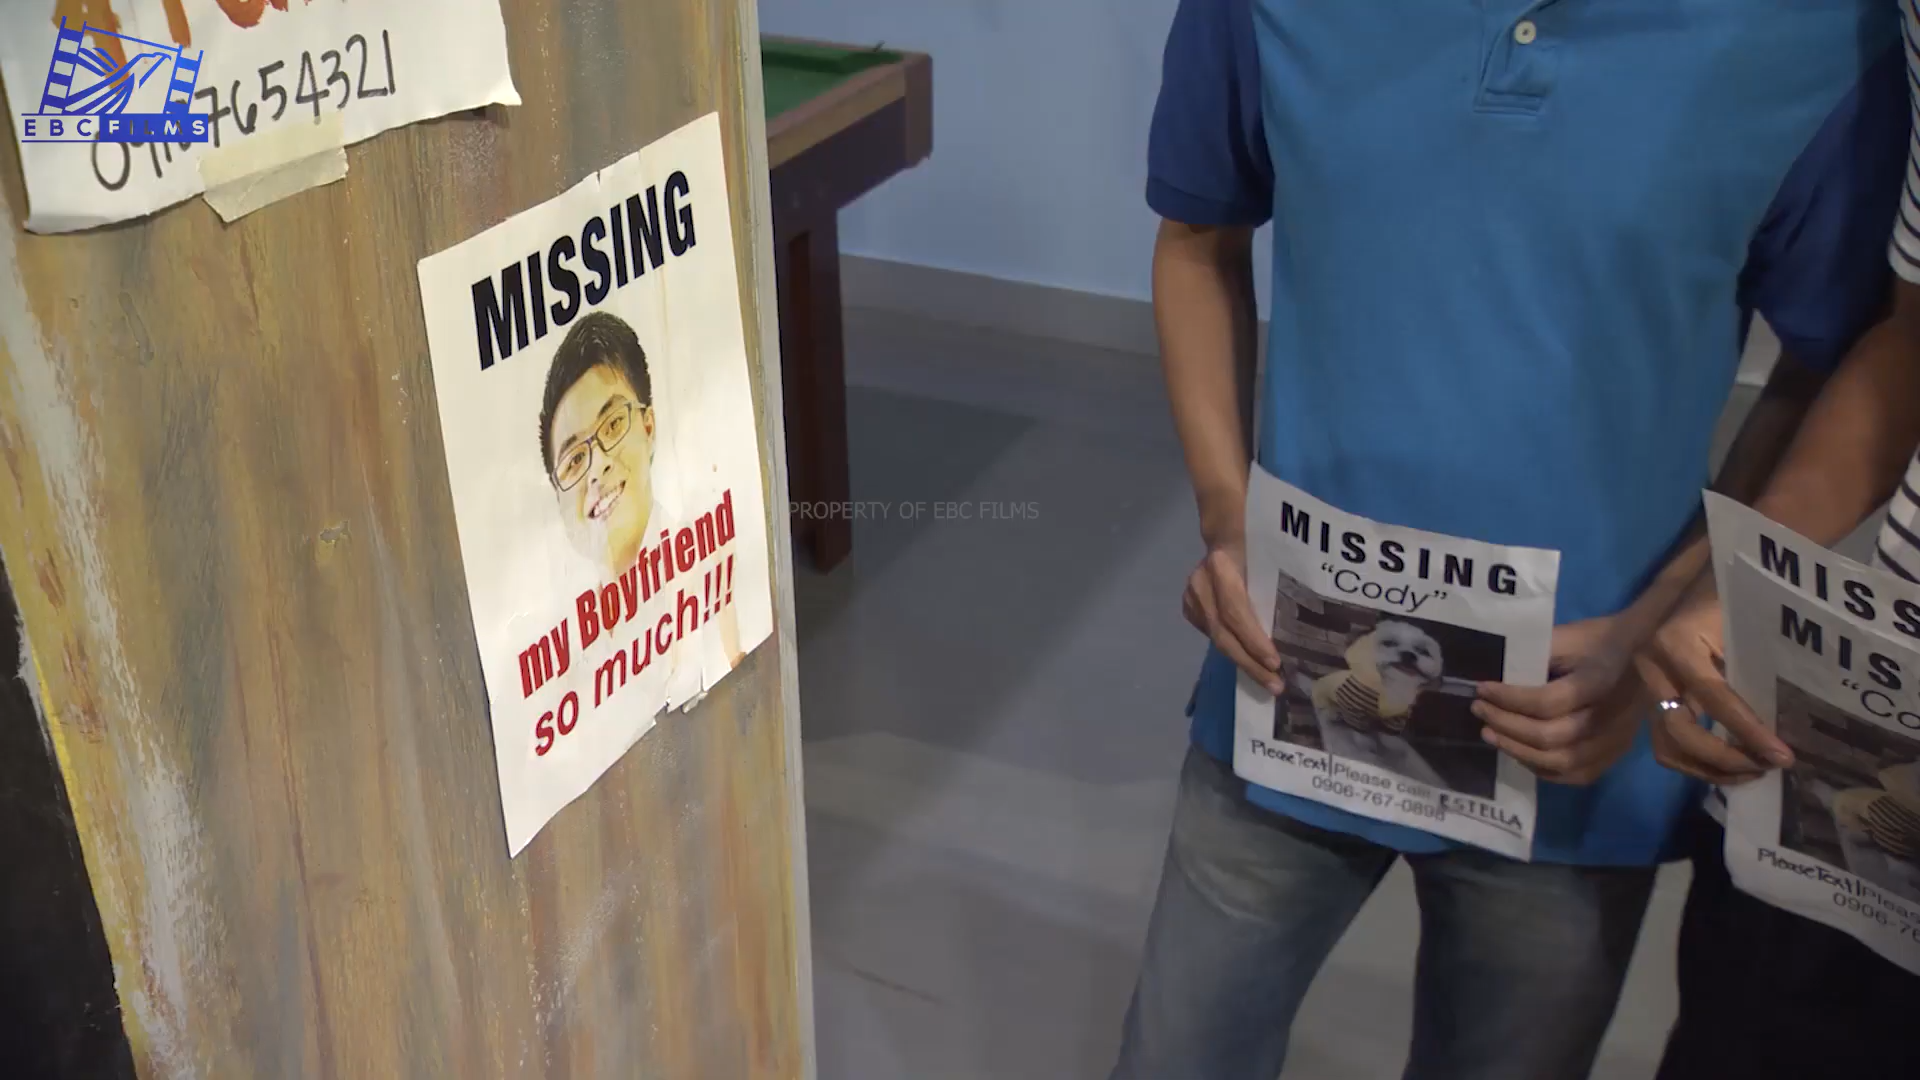 EBC FILMS
7654321
MISSING
my Boyfriend
so much!!!
PROPERTY OF EBC FILMS
MISSING
“Cody”
Please Text Please call: ESTELLA
0906-767-0898
MISS
MIS
“Co
Please Text Pleas
0906-76